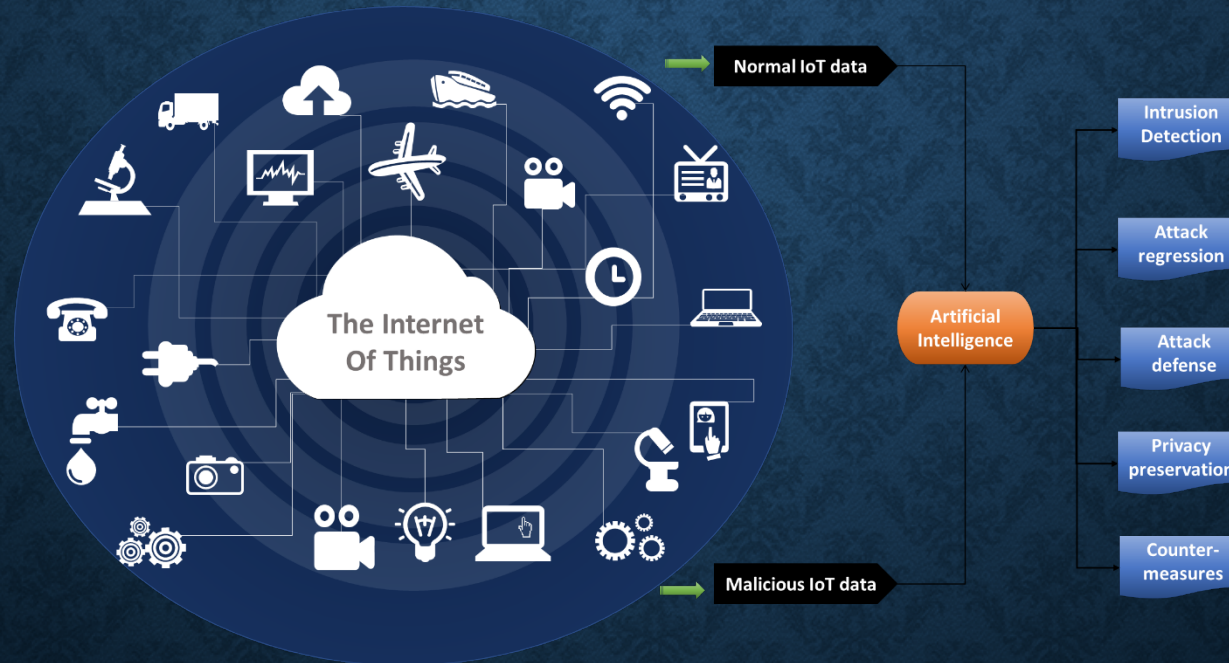 Normal IoT data
Intrusion
Detection
Attack
regression
The Internet
Of Things
Artificial
Intelligence
Attack
defense
Privacy
preservation
Malicious IoT data
Counter-
measures